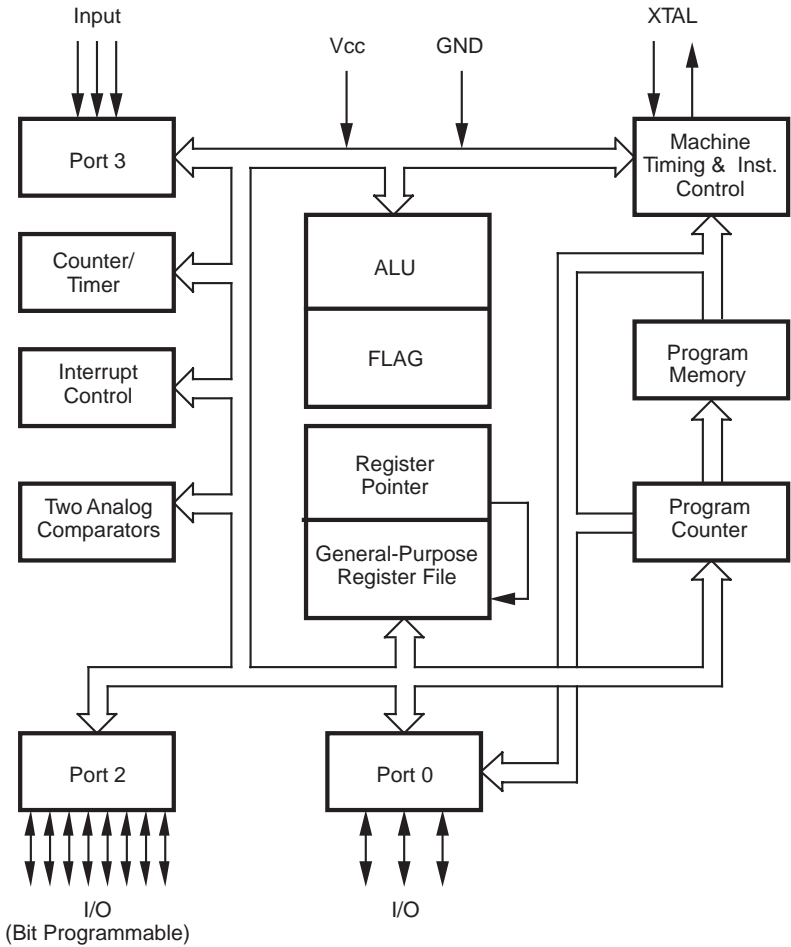 Input
Vcc
GND
XTAL
Port 3
Machine
Timing & Inst.
Control
Counter/
Timer
ALU
FLAG
Interrupt
Control
Program
Memory
Register
Pointer
Two Analog
Comparators
Program
Counter
General-Purpose
Register File
Port 2
Port 0
I/O
(Bit Programmable)
I/O